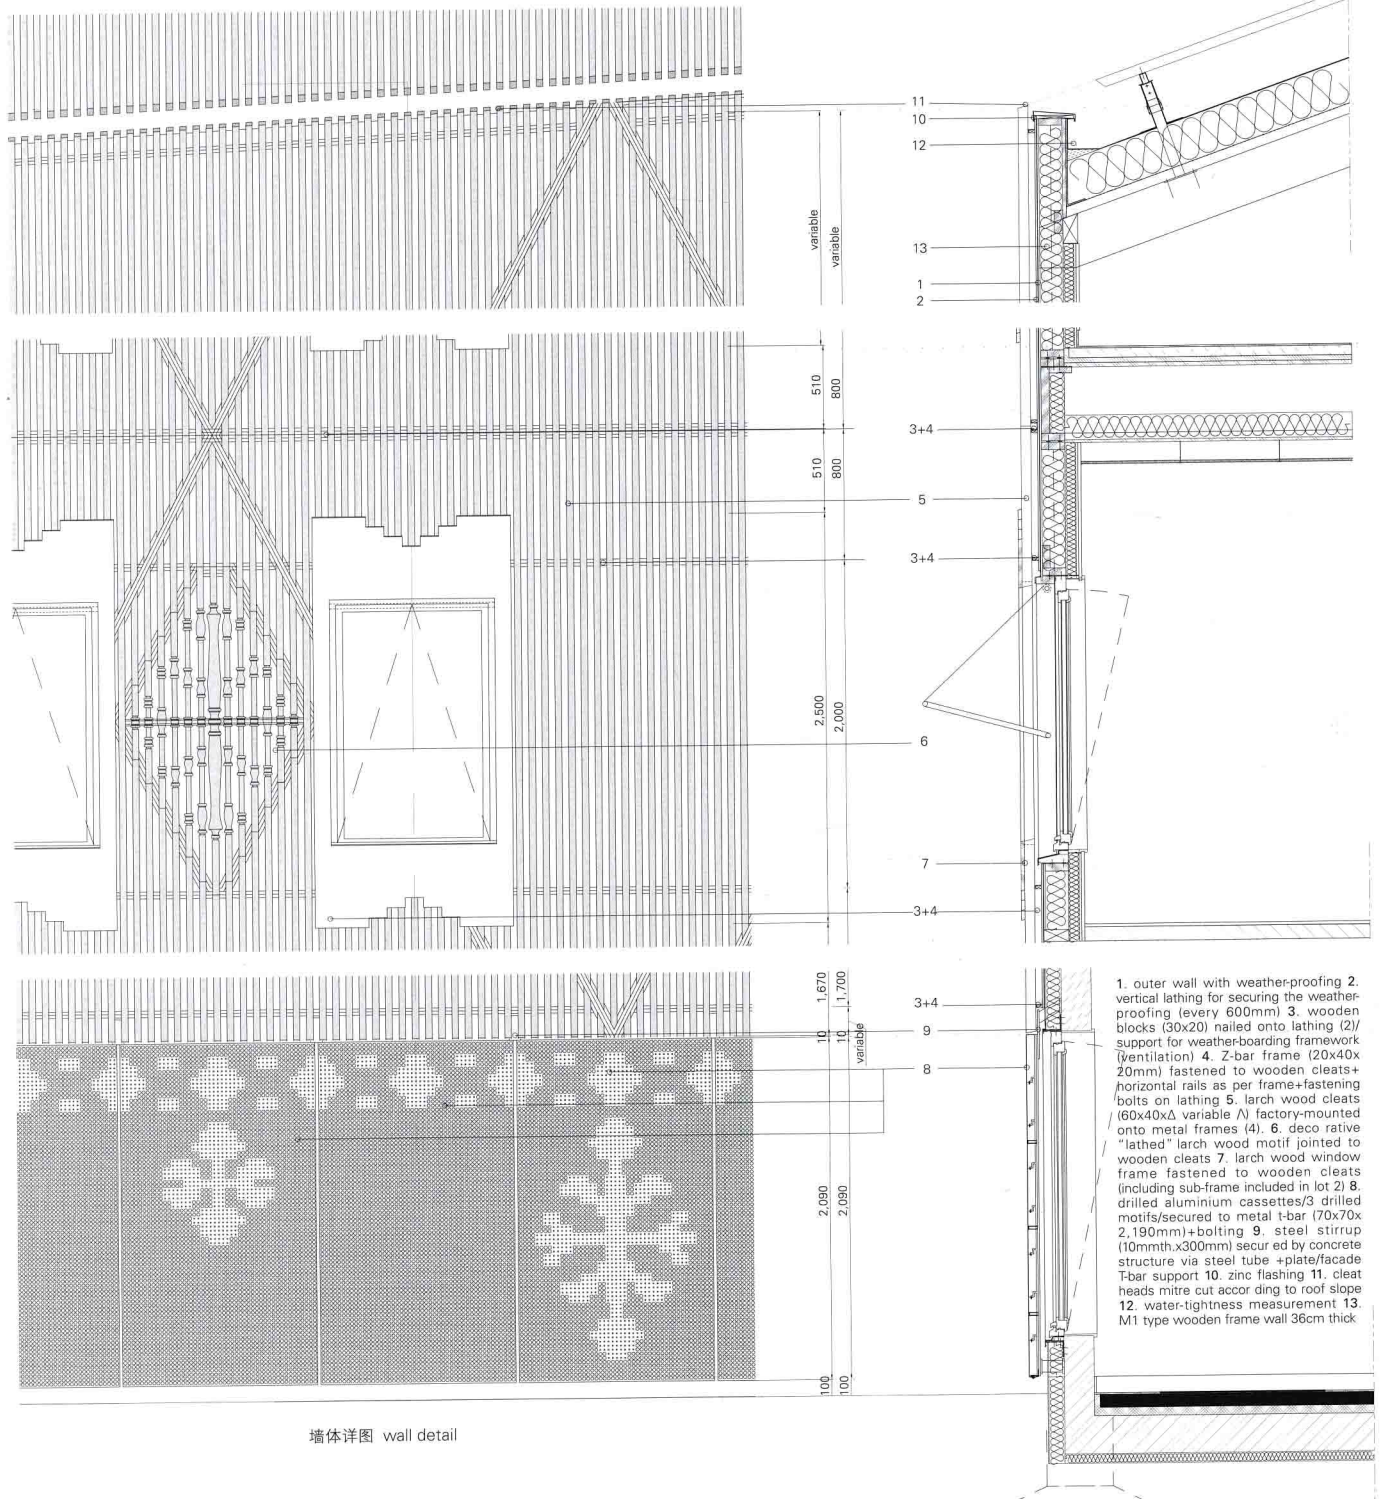 11
10
12
variable
variable
13
1
2
510
800
3+4
510
800
5
3+4
2,500
2,000
6
7
3+4
1,670
1,700
3+4
10
10
9
variable
8
2,090
2,090
100
100
1. outer wall with weather-proofing 2.
vertical lathing for securing the weather-
proofing (every 600mm) 3. wooden
blocks (30x20) nailed onto lathing (2)/
support for weather-boarding framework
(ventilation) 4. Z-bar frame (20x40x
20mm) fastened to wooden cleats+
horizontal rails as per frame+fastening
bolts on lathing 5. larch wood cleats
(60x40xΔ variable Λ) factory-mounted
onto metal frames (4). 6. deco rative
"lathed" larch wood motif jointed to
wooden cleats 7. larch wood window
frame fastened to wooden cleats
(including sub-frame included in lot 2) 8.
drilled aluminium cassettes/3 drilled
motifs/secured to metal t-bar (70x70x
2,190mm)+bolting 9. steel stirrup
(10mmth.x300mm) secur ed by concrete
structure via steel tube +plate/facade
T-bar support 10. zinc flashing 11. cleat
heads mitre cut accor ding to roof slope
12. water-tightness measurement 13.
M1 type wooden frame wall 36cm thick
墙体详图 wall detail